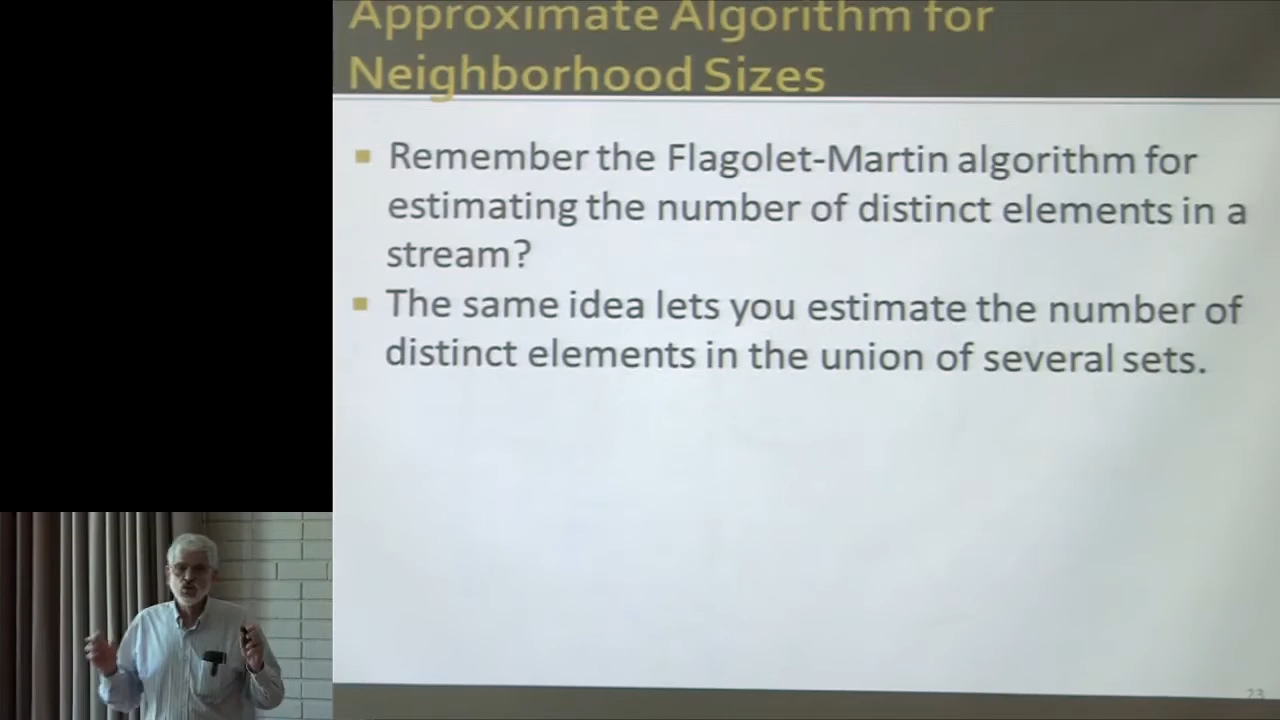 Approximate Algorithm for
Neighborhood Sizes
Remember the Flagolet-Martin algorithm for
estimating the number of distinct elements in a
stream?
The same idea lets you estimate the number of
distinct elements in the union of several sets.
23